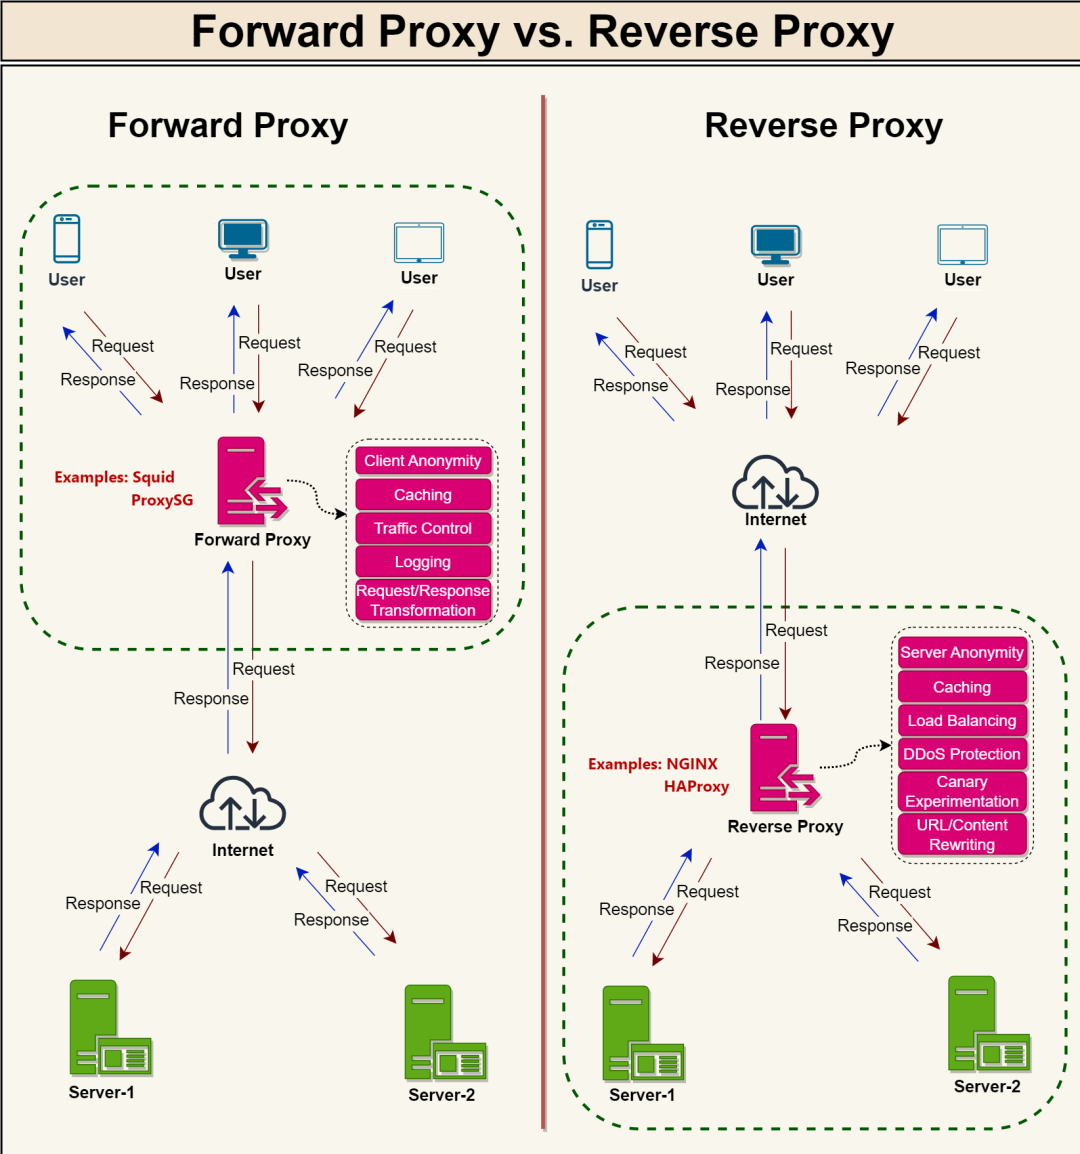 Forward Proxy vs. Reverse Proxy
Forward Proxy
User
User
User
Request
Response
Request
Response
Request
Response
Examples: Squid
ProxySG
Forward Proxy
Client Anonymity
Caching
Traffic Control
Logging
Request/Response
Transformation
Request
Response
Internet
Request
Response
Request
Response
Server-1
Server-2
Reverse Proxy
User
User
User
Request
Response
Request
Response
Request
Response
Internet
Request
Response
Examples: NGINX
HAProxy
Reverse Proxy
Server Anonymity
Caching
Load Balancing
DDoS Protection
Canary
Experimentation
URL/Content
Rewriting
Request
Response
Request
Response
Server-1
Server-2